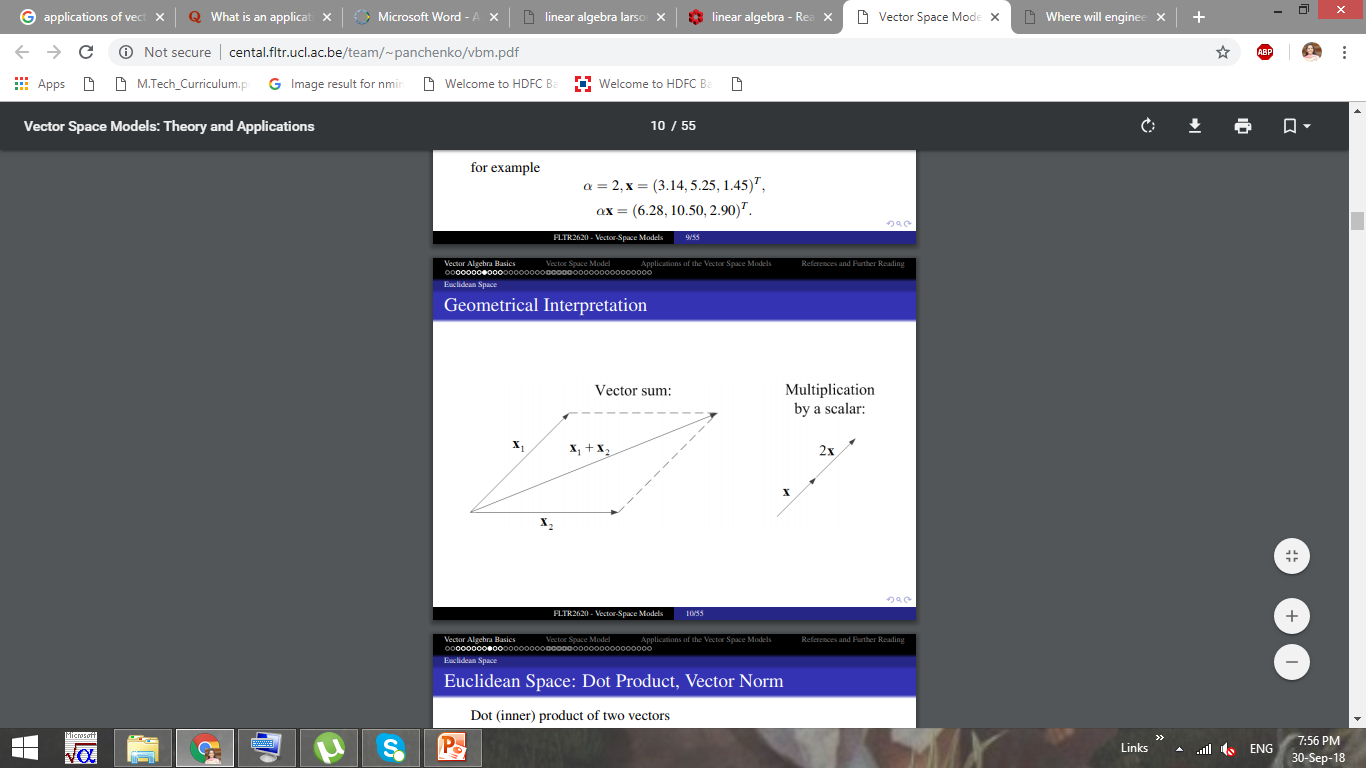 applications of vect
What is an applicat
Microsoft Word - A
linear algebra larso
linear algebra - Rea
Vector Space Mode
Where will enginee
Not secure | cental.fltr.ucl.ac.be/team/~panchenko/vbm.pdf
ABP
Apps
M.Tech_Curriculum.p
Image result for nmin
Welcome to HDFC Ba
Welcome to HDFC Ba
Vector Space Models: Theory and Applications
10 / 55
for example
α = 2, x = (3.14, 5.25, 1.45)ᵀ,
αx = (6.28, 10.50, 2.90)ᵀ.
FLTR2620 - Vector-Space Models 9/55
Vector Algebra Basics Vector Space Model Applications of the Vector Space Models References and Further Reading
Euclidean Space
Geometrical Interpretation
Vector sum:
Multiplication
by a scalar:
x₁
x₁ + x₂
x₂
2x
x
FLTR2620 - Vector-Space Models 10/55
Vector Algebra Basics Vector Space Model Applications of the Vector Space Models References and Further Reading
Euclidean Space
Euclidean Space: Dot Product, Vector Norm
Dot (inner) product of two vectors
Microsoft
√α
Links
ENG
7:56 PM
30-Sep-18